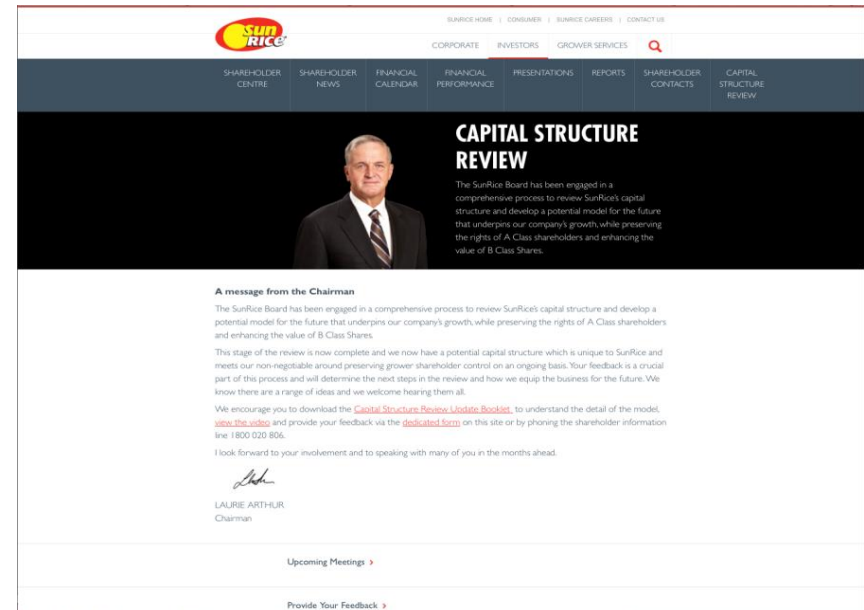 SUNRICE HOME | CONSUMER | SUNRICE CAREERS | CONTACT US
Sun
RICE
CORPORATE INVESTORS GROWER SERVICES
SHAREHOLDER CENTRE SHAREHOLDER NEWS FINANCIAL CALENDAR FINANCIAL PERFORMANCE PRESENTATIONS REPORTS SHAREHOLDER CONTACTS CAPITAL STRUCTURE REVIEW
CAPITAL STRUCTURE
REVIEW
The SunRice Board has been engaged in a
comprehensive process to review SunRice's capital
structure and develop a potential model for the future
that underpins our company's growth, while preserving
the rights of A Class shareholders and enhancing the
value of B Class Shares.
A message from the Chairman
The SunRice Board has been engaged in a comprehensive process to review SunRice's capital structure and develop a
potential model for the future that underpins our company's growth, while preserving the rights of A Class shareholders
and enhancing the value of B Class Shares.
This stage of the review is now complete and we now have a potential capital structure which is unique to SunRice and
meets our non-negotiable around preserving grower shareholder control on an ongoing basis. Your feedback is a crucial
part of this process and will determine the next steps in the review and how we equip the business for the future. We
know there are a range of ideas and we welcome hearing them all.
We encourage you to download the Capital Structure Review Update Booklet to understand the detail of the model,
view the video and provide your feedback via the dedicated form on this site or by phoning the shareholder information
line 1800 020 806.
I look forward to your involvement and to speaking with many of you in the months ahead.
LAURIE ARTHUR
Chairman
Upcoming Meetings >
Provide Your Feedback >